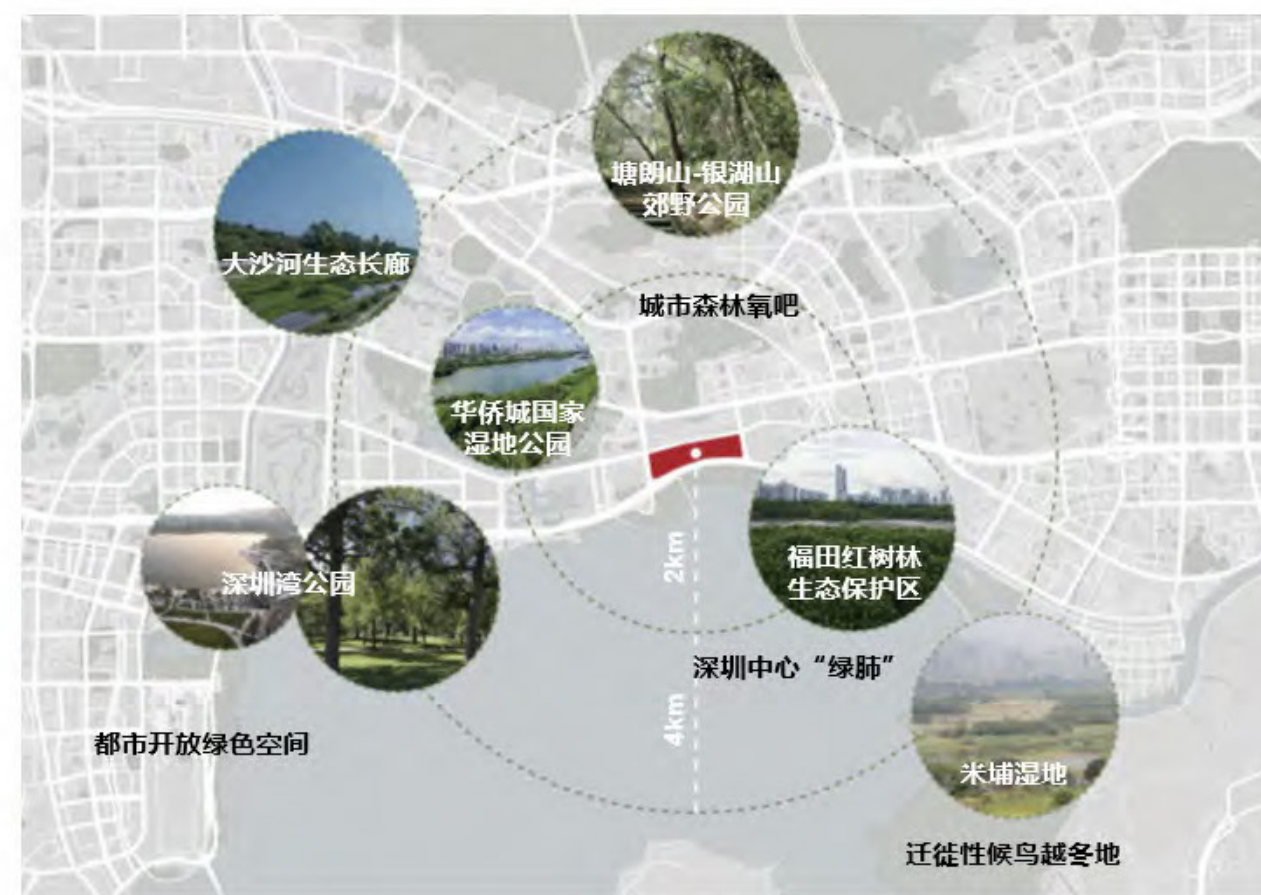 塘朗山-银湖山
郊野公园
大沙河生态长廊
城市森林氧吧
华侨城国家
湿地公园
福田红树林
生态保护区
2km
深圳湾公园
深圳中心“绿肺”
4km
都市开放绿色空间
米埔湿地
迁徙性候鸟越冬地